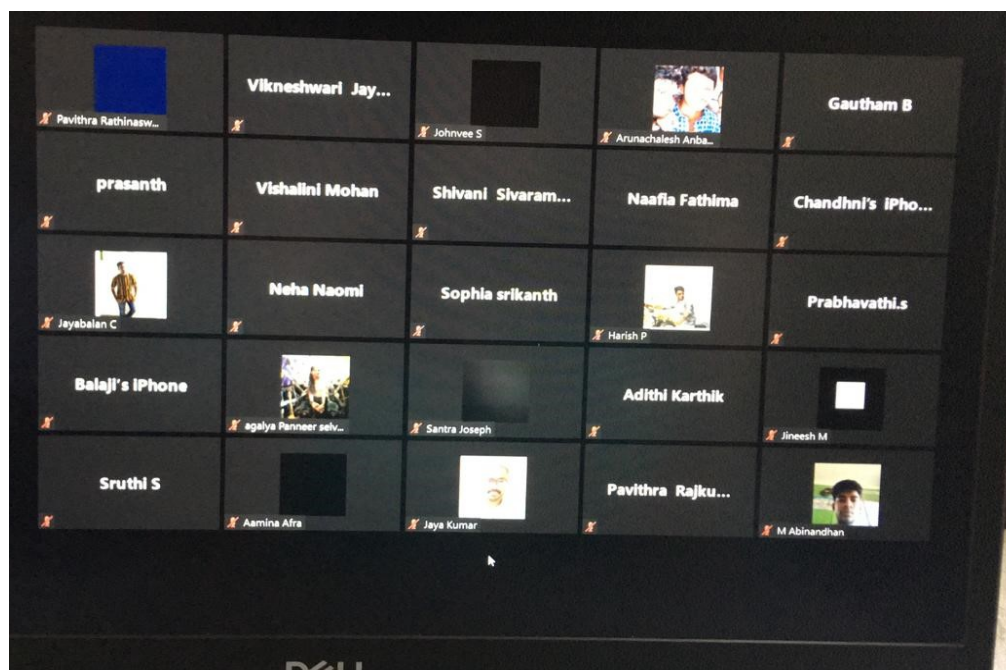 Pavithra Rathinasw...
Vikneshwari Jay...
Johnvee S
Arunachalesh Anba...
Gautham B
prasanth
Vishalini Mohan
Shivani Sivaram...
Naafia Fathima
Chandhni's iPho...
Jayabalan C
Neha Naomi
Sophia srikanth
Harish P
Prabhavathi.s
Balaji's iPhone
agalya Panneer selv...
Santra Joseph
Adithi Karthik
Jineesh M
Sruthi S
Aamina Afra
Jaya Kumar
Pavithra Rajku...
M Abinandhan
DELL